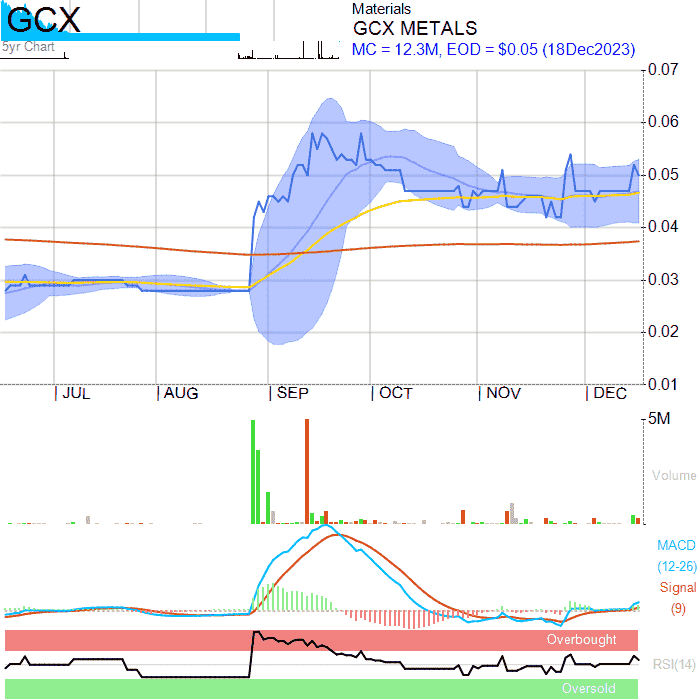 GCX
5yr Chart
Materials
GCX METALS
MC = 12.3M, EOD = $0.05 (18Dec2023)
0.07
0.06
0.05
0.04
0.03
0.02
0.01
JUL AUG SEP OCT NOV DEC
5M
Volume
MACD
(12-26)
Signal
(9)
Overbought
RSI(14)
Oversold